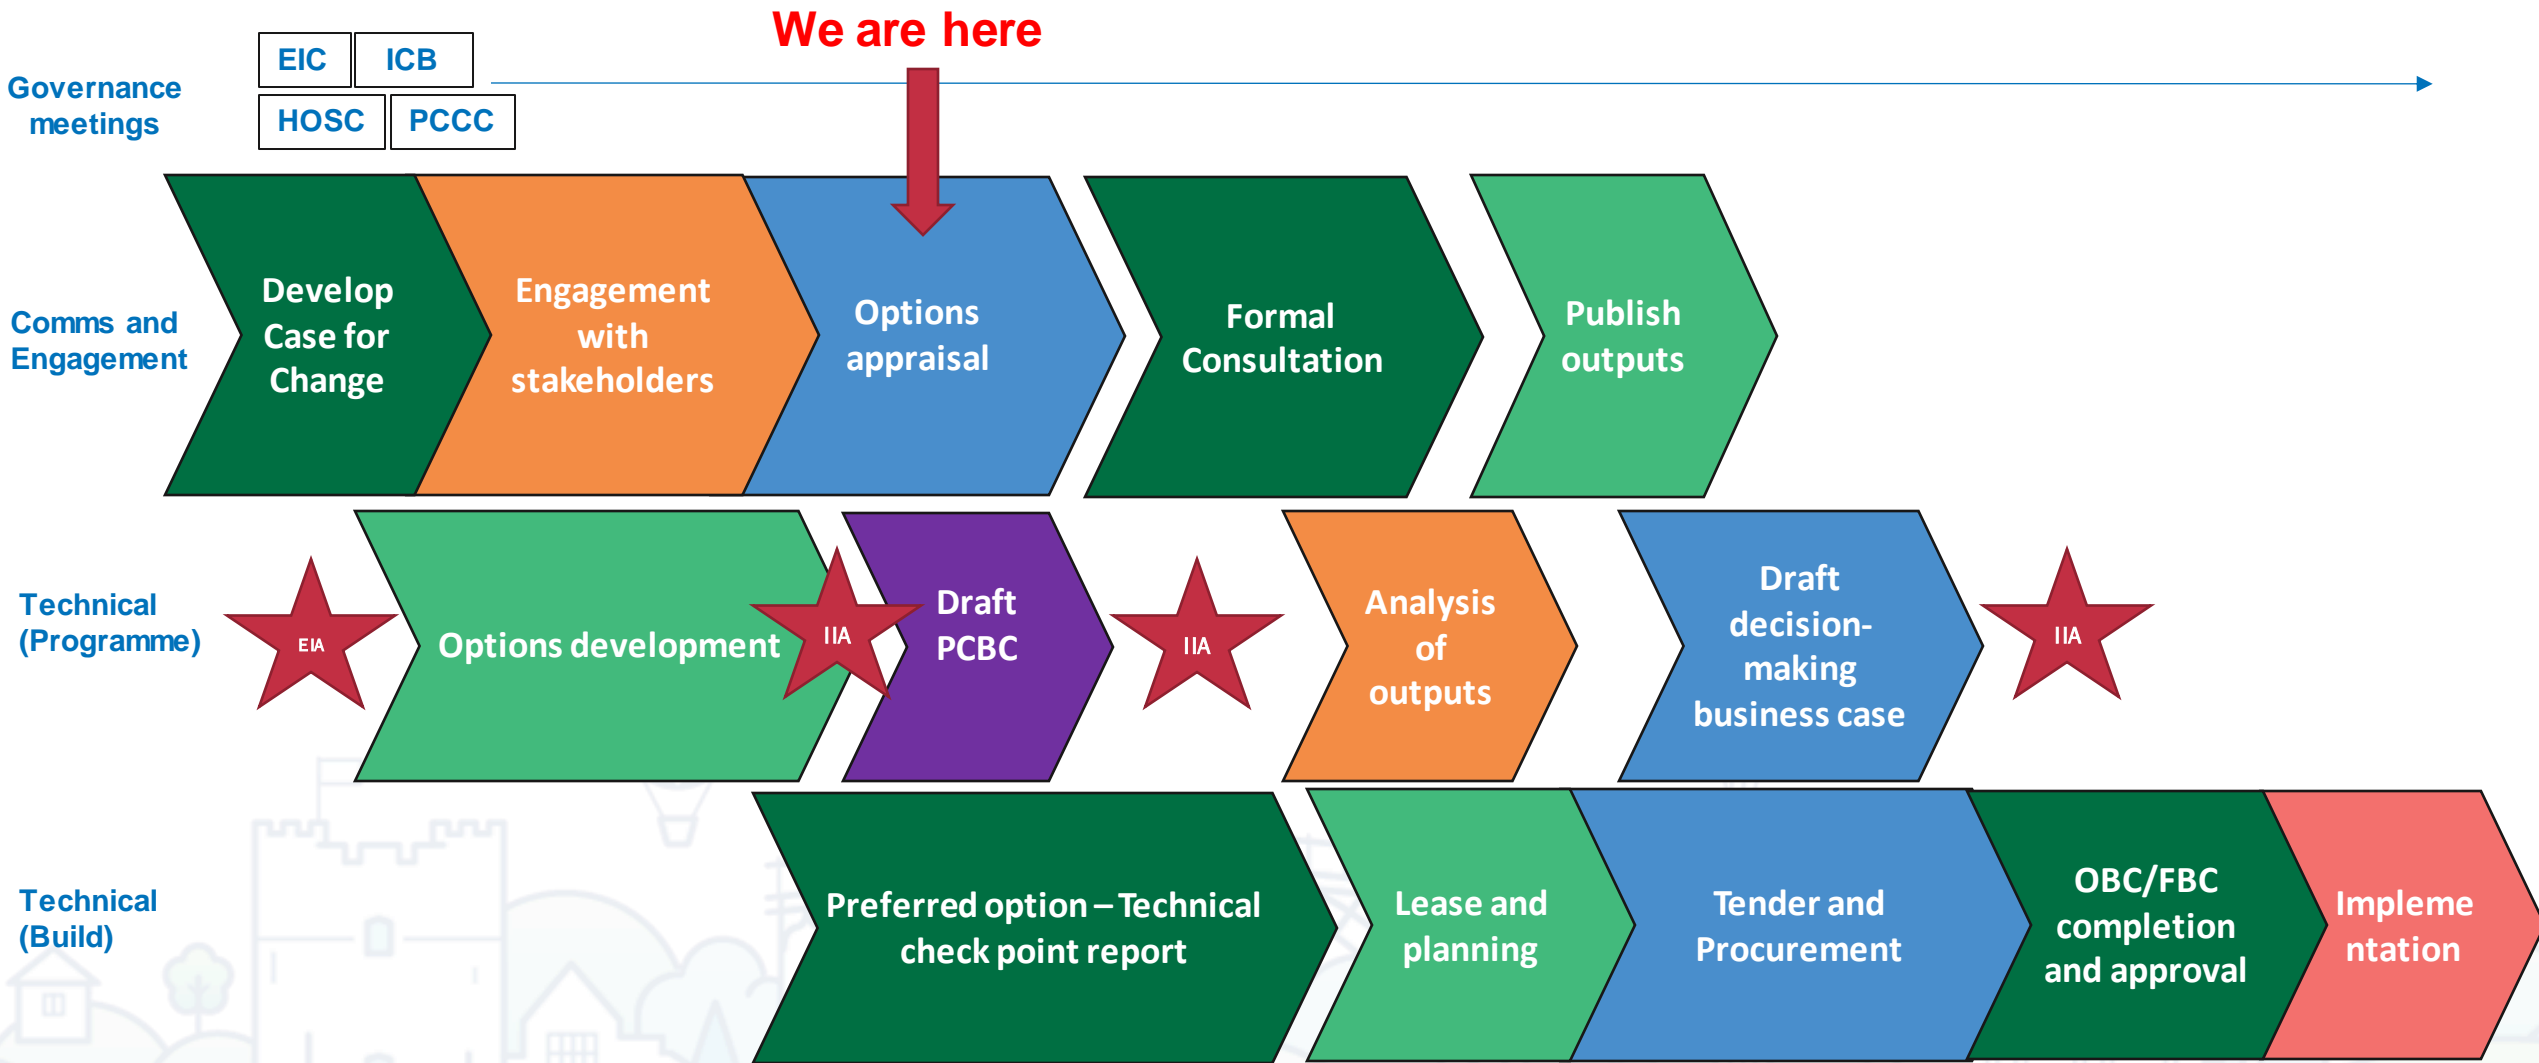 We are here
EIC
ICB
Governance
meetings
HOSC
PCCC
Comms and
Engagement
Develop
Case for
Change
Engagement
with
stakeholders
Options
appraisal
Formal
Consultation
Publish
outputs
Technical
(Programme)
EIA
Options development
IIA
Draft
PCBC
IIA
Analysis
of
outputs
Draft
decision-
making
business case
IIA
Technical
(Build)
Preferred option – Technical
check point report
Lease and
planning
Tender and
Procurement
OBC/FBC
completion
and approval
Impleme
ntation